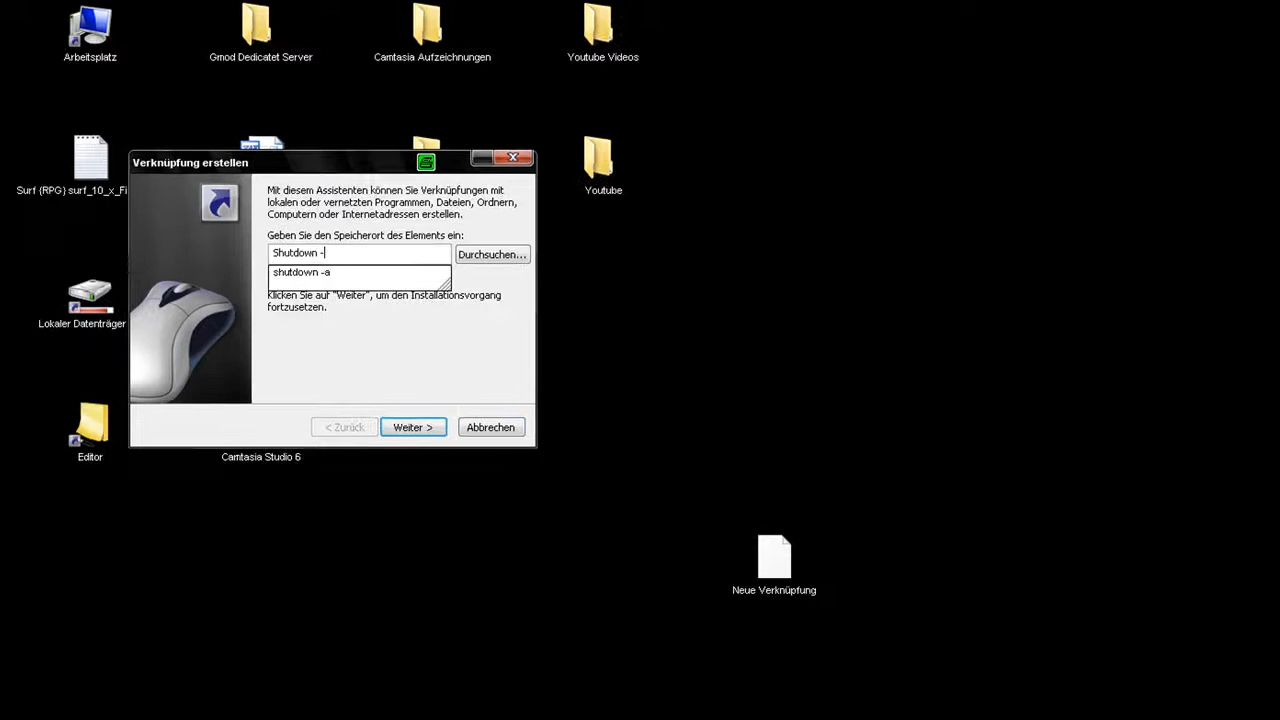 Arbeitsplatz
Gmod Dedicatet Server
Camtasia Aufzeichnungen
Youtube Videos
Surf {RPG} surf_10_x_Fi
Youtube
Verknüpfung erstellen
Mit diesem Assistenten können Sie Verknüpfungen mit
lokalen oder vernetzten Programmen, Dateien, Ordnern,
Computern oder Internetadressen erstellen.
Geben Sie den Speicherort des Elements ein:
Shutdown -
Durchsuchen...
shutdown -a
Klicken Sie auf "Weiter", um den Installationsvorgang
fortzusetzen.
Lokaler Datenträger
< Zurück
Weiter >
Abbrechen
Editor
Camtasia Studio 6
Neue Verknüpfung